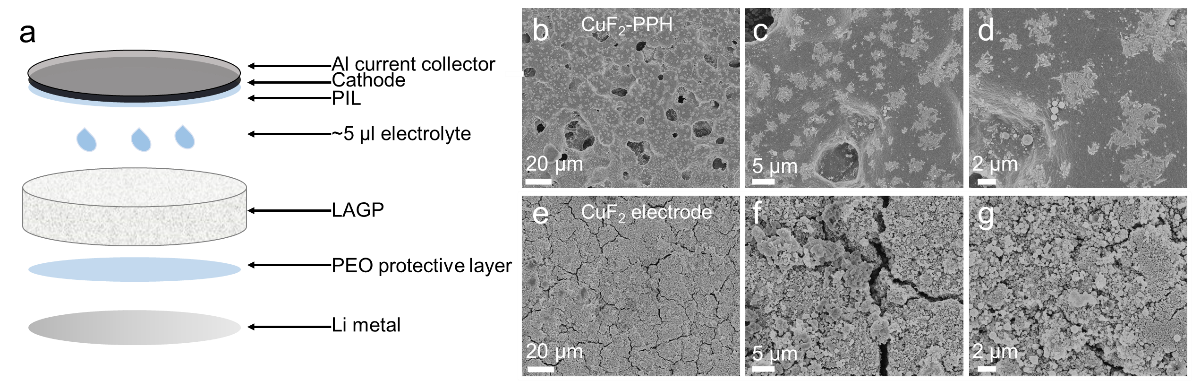 a
Al current collector
Cathode
PIL
~5 µl electrolyte
LAGP
PEO protective layer
Li metal
b
CuF₂-PPH
20 µm
c
5 µm
d
2 µm
e
CuF₂ electrode
20 µm
f
5 µm
g
2 µm